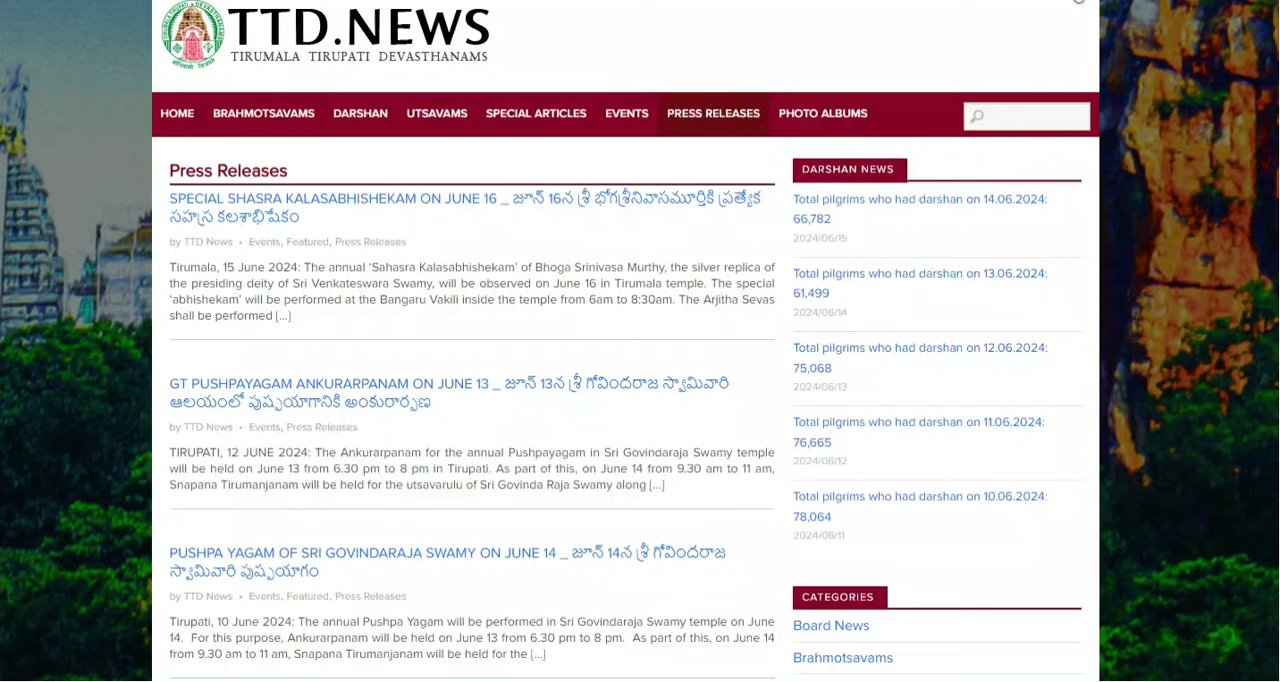 TTD.NEWS
TIRUMALA TIRUPATI DEVASTHANAMS
HOME BRAHMOTSAVAMS DARSHAN UTSAVAMS SPECIAL ARTICLES EVENTS PRESS RELEASES PHOTO ALBUMS
Press Releases
SPECIAL SHASRA KALASABHISHEKAM ON JUNE 16 _ జూన్ 16న శ్రీ భోగశ్రీనివాసమూర్తికి ప్రత్యేక
సహస్ర కలశాభిషేకం
by TTD News • Events, Featured, Press Releases
Tirumala, 15 June 2024: The annual ‘Sahasra Kalasabhishekam’ of Bhoga Srinivasa Murthy, the silver replica of
the presiding deity of Sri Venkateswara Swamy, will be observed on June 16 in Tirumala temple. The special
‘abhishekam’ will be performed at the Bangaru Vakili inside the temple from 6am to 8:30am. The Arjitha Sevas
shall be performed […]
GT PUSHPAYAGAM ANKURARPANAM ON JUNE 13 _ జూన్ 13న శ్రీ గోవిందరాజ స్వామివారి
ఆలయంలో పుష్పయాగానికి అంకురార్పణ
by TTD News • Events, Press Releases
TIRUPATI, 12 JUNE 2024: The Ankurarpanam for the annual Pushpayagam in Sri Govindaraja Swamy temple
will be held on June 13 from 6.30 pm to 8 pm in Tirupati. As part of this, on June 14 from 9.30 am to 11 am,
Snapana Tirumanjanam will be held for the utsavarulu of Sri Govinda Raja Swamy along […]
PUSHPA YAGAM OF SRI GOVINDARAJA SWAMY ON JUNE 14 _ జూన్ 14న శ్రీ గోవిందరాజ
స్వామివారి పుష్పయాగం
by TTD News • Events, Featured, Press Releases
Tirupati, 10 June 2024: The annual Pushpa Yagam will be performed in Sri Govindaraja Swamy temple on June
14. For this purpose, Ankurarpanam will be held on June 13 from 6.30 pm to 8 pm. As part of this, on June 14
from 9.30 am to 11 am, Snapana Tirumanjanam will be held for the […]
DARSHAN NEWS
Total pilgrims who had darshan on 14.06.2024:
66,782
2024/06/15
Total pilgrims who had darshan on 13.06.2024:
61,499
2024/06/14
Total pilgrims who had darshan on 12.06.2024:
75,068
2024/06/13
Total pilgrims who had darshan on 11.06.2024:
76,665
2024/06/12
Total pilgrims who had darshan on 10.06.2024:
78,064
2024/06/11
CATEGORIES
Board News
Brahmotsavams